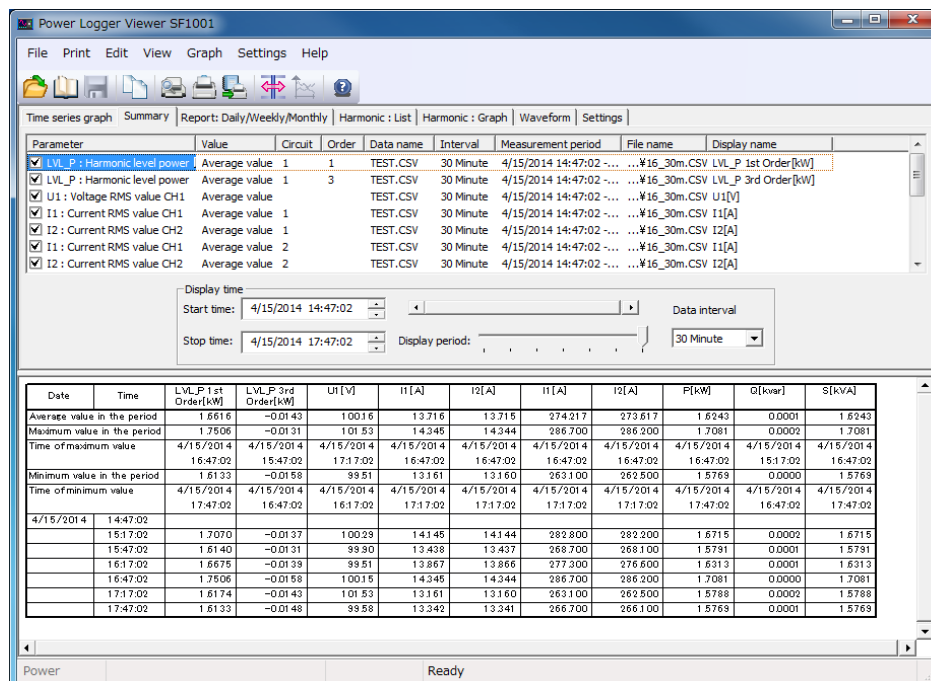 Power Logger Viewer SF1001
File Print Edit View Graph Settings Help
Time series graph Summary Report: Daily/Weekly/Monthly Harmonic : List Harmonic : Graph Waveform Settings
Parameter Value Circuit Order Data name Interval Measurement period File name Display name
LVL_P : Harmonic level power Average value 1 1 TEST.CSV 30 Minute 4/15/2014 14:47:02 -... ...¥16_30m.CSV LVL_P 1st Order[kW]
LVL_P : Harmonic level power Average value 1 3 TEST.CSV 30 Minute 4/15/2014 14:47:02 -... ...¥16_30m.CSV LVL_P 3rd Order[kW]
U1 : Voltage RMS value CH1 Average value TEST.CSV 30 Minute 4/15/2014 14:47:02 -... ...¥16_30m.CSV U1[V]
I1 : Current RMS value CH1 Average value 1 TEST.CSV 30 Minute 4/15/2014 14:47:02 -... ...¥16_30m.CSV I1[A]
I2 : Current RMS value CH2 Average value 1 TEST.CSV 30 Minute 4/15/2014 14:47:02 -... ...¥16_30m.CSV I2[A]
I1 : Current RMS value CH1 Average value 2 TEST.CSV 30 Minute 4/15/2014 14:47:02 -... ...¥16_30m.CSV I1[A]
I2 : Current RMS value CH2 Average value 2 TEST.CSV 30 Minute 4/15/2014 14:47:02 -... ...¥16_30m.CSV I2[A]
Display time
Start time: 4/15/2014 14:47:02 Data interval
Stop time: 4/15/2014 17:47:02 Display period: 30 Minute
Date Time LVL_P 1st Order[kW] LVL_P 3rd Order[kW] U1[V] I1[A] I2[A] I1[A] I2[A] P[kW] Q[kvar] S[kVA]
Average value in the period 1.6616 -0.0143 100.16 13.716 13.715 274.217 273.617 1.6243 0.0001 1.6243
Maximum value in the period 1.7506 -0.0131 101.53 14.345 14.344 286.700 286.200 1.7081 0.0002 1.7081
Time of maximum value 4/15/2014 4/15/2014 4/15/2014 4/15/2014 4/15/2014 4/15/2014 4/15/2014 4/15/2014 4/15/2014 4/15/2014
16:47:02 15:47:02 17:17:02 16:47:02 16:47:02 16:47:02 16:47:02 16:47:02 15:17:02 16:47:02
Minimum value in the period 1.6133 -0.0158 99.51 13.161 13.160 263.100 262.500 1.5769 0.0000 1.5769
Time of minimum value 4/15/2014 4/15/2014 4/15/2014 4/15/2014 4/15/2014 4/15/2014 4/15/2014 4/15/2014 4/15/2014 4/15/2014
17:47:02 16:47:02 16:17:02 17:17:02 17:17:02 17:17:02 17:17:02 17:47:02 16:47:02 17:47:02
4/15/2014 14:47:02
15:17:02 1.7070 -0.0137 100.29 14.145 14.144 282.800 282.200 1.6715 0.0002 1.6715
15:47:02 1.6140 -0.0131 99.90 13.438 13.437 268.700 268.100 1.5791 0.0001 1.5791
16:17:02 1.6675 -0.0139 99.51 13.867 13.866 277.300 276.600 1.6313 0.0001 1.6313
16:47:02 1.7506 -0.0158 100.15 14.345 14.344 286.700 286.200 1.7081 0.0000 1.7081
17:17:02 1.6174 -0.0143 101.53 13.161 13.160 263.100 262.500 1.5788 0.0002 1.5788
17:47:02 1.6133 -0.0148 99.58 13.342 13.341 266.700 266.100 1.5769 0.0001 1.5769
Power Ready